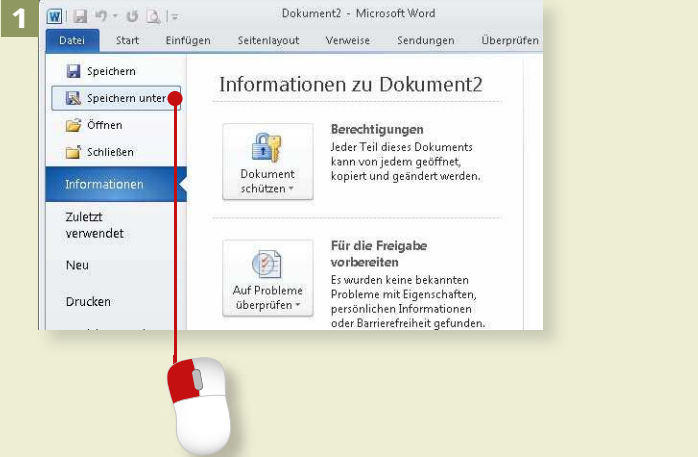 1
W
Dokument2 - Microsoft Word
Datei Start Einfügen Seitenlayout Verweise Sendungen Überprüfen
Speichern
Speichern unter
Öffnen
Schließen
Informationen
Zuletzt
verwendet
Neu
Drucken
Informationen zu Dokument2
Dokument
schützen
Berechtigungen
Jeder Teil dieses Dokuments
kann von jedem geöffnet,
kopiert und geändert werden.
Auf Probleme
überprüfen
Für die Freigabe
vorbereiten
Es wurden keine bekannten
Probleme mit Eigenschaften,
persönlichen Informationen
oder Barrierefreiheit gefunden.